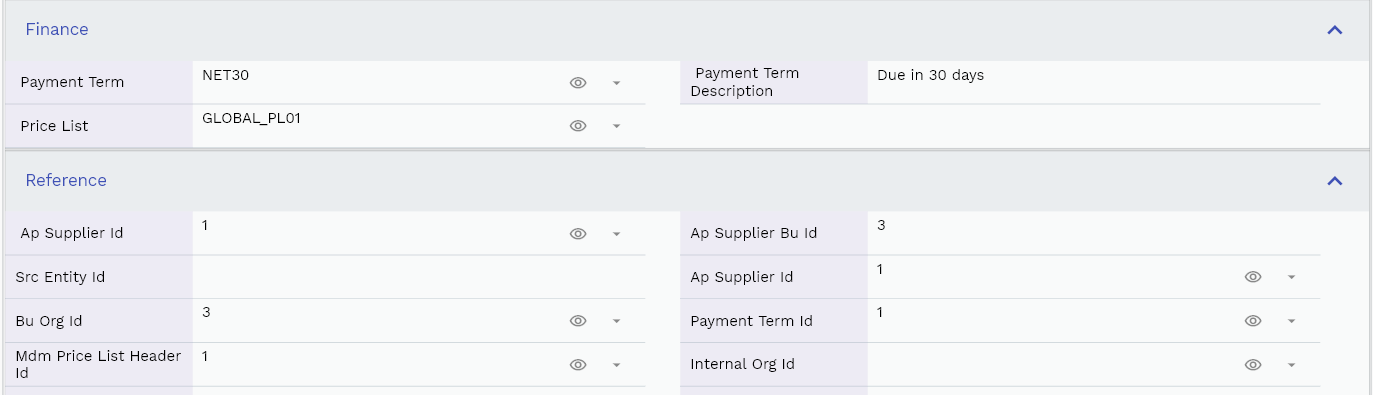 Finance
Payment Term NET30 Payment Term Description Due in 30 days
Price List GLOBAL_PL01
Reference
Ap Supplier Id 1 Ap Supplier Bu Id 3
Src Entity Id Ap Supplier Id 1
Bu Org Id 3 Payment Term Id 1
Mdm Price List Header Id 1 Internal Org Id